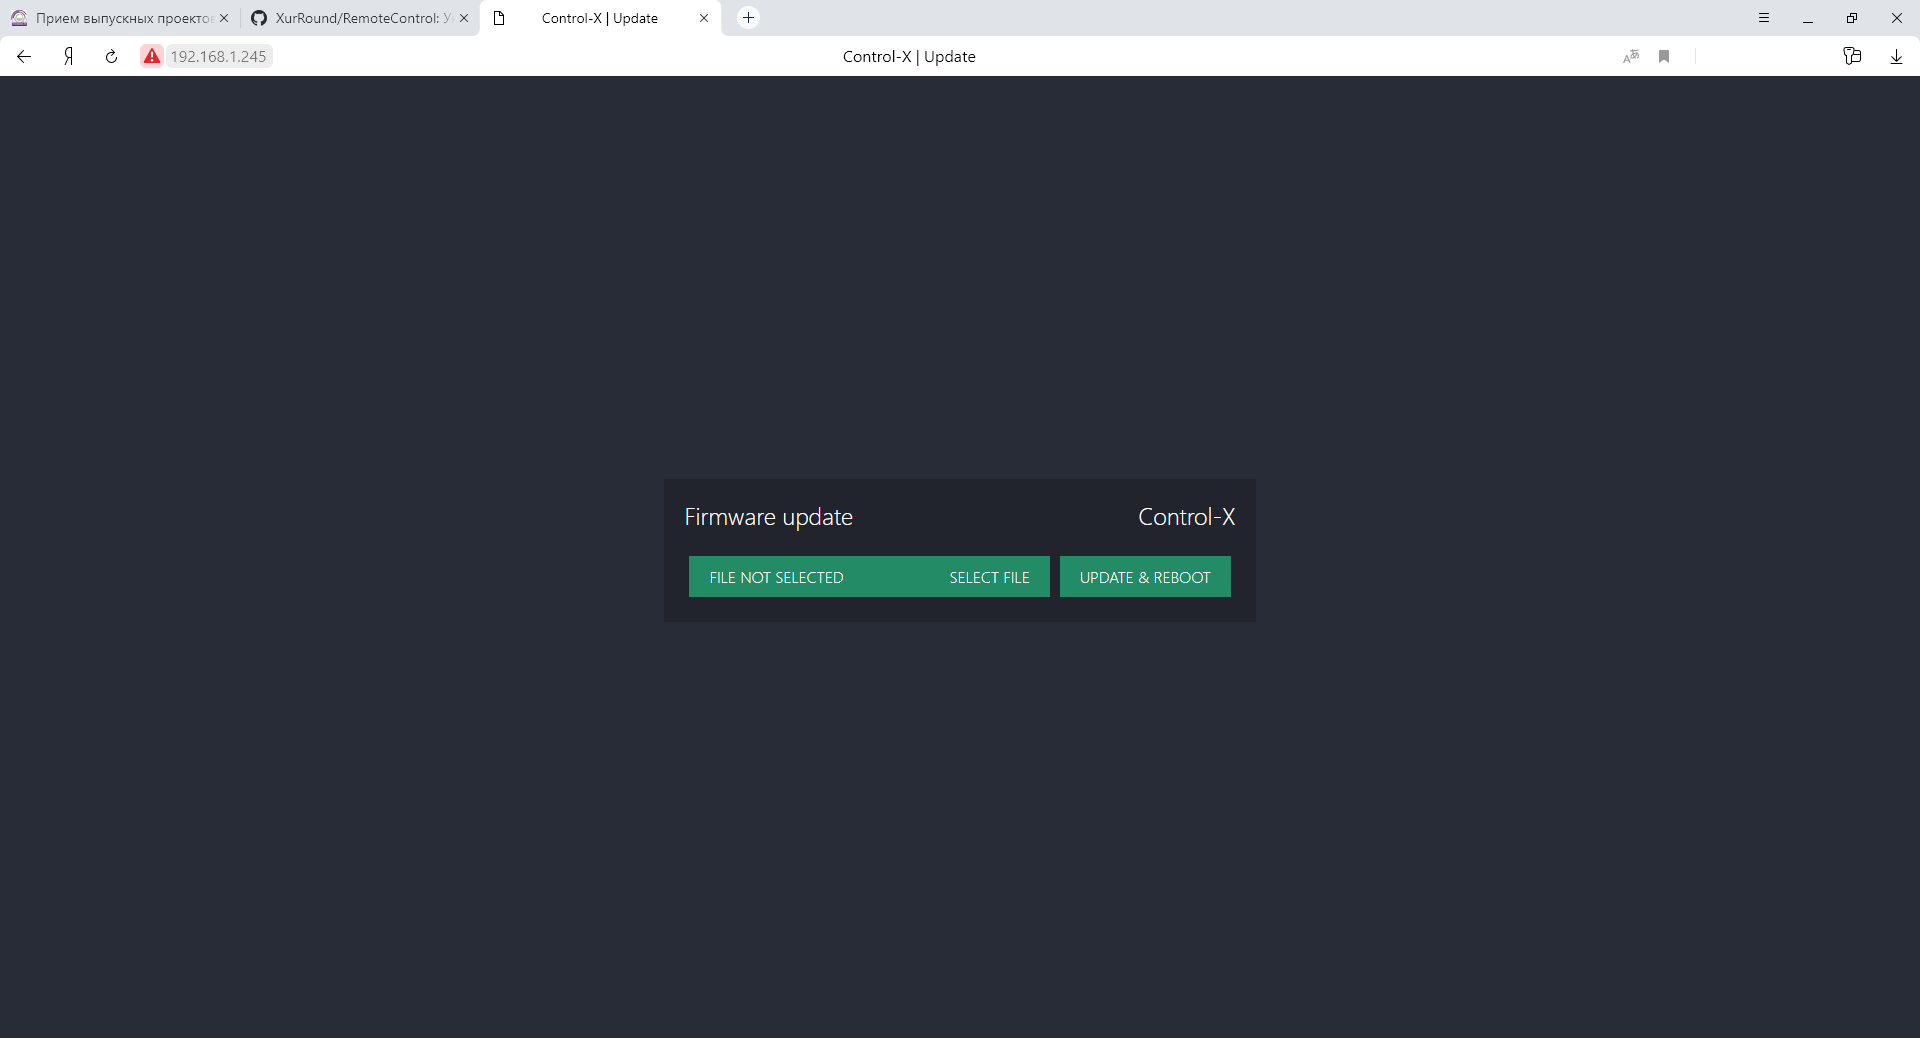 Прием выпускных проектов
XurRound/RemoteControl: У
Control-X | Update
Я
192.168.1.245
Control-X | Update
Firmware update
Control-X
FILE NOT SELECTED
SELECT FILE
UPDATE & REBOOT